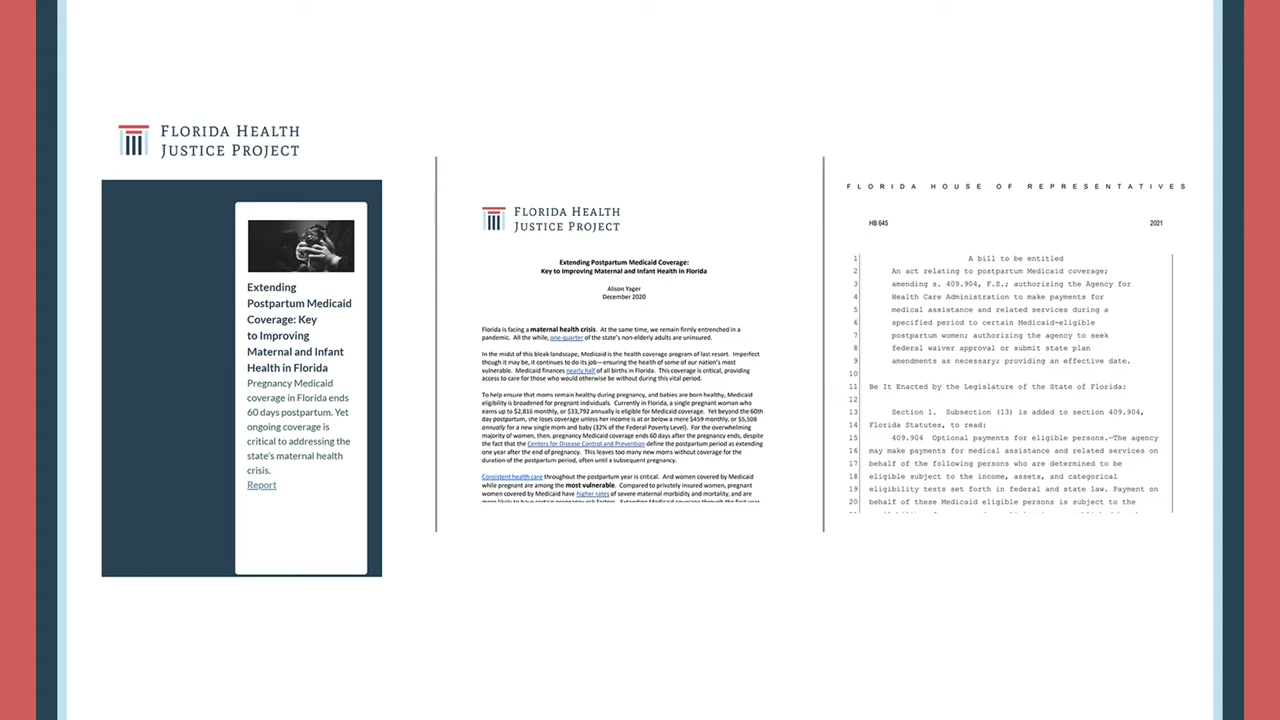 FLORIDA HEALTH
JUSTICE PROJECT
Extending
Postpartum Medicaid
Coverage: Key
to Improving
Maternal and Infant
Health in Florida
Pregnancy Medicaid
coverage in Florida ends
60 days postpartum. Yet
ongoing coverage is
critical to addressing the
state's maternal health
crisis.
Report
FLORIDA HEALTH
JUSTICE PROJECT
Extending Postpartum Medicaid Coverage:
Key to Improving Maternal and Infant Health in Florida
Alison Yager
December 2020
Florida is facing a maternal health crisis. At the same time, we remain firmly entrenched in a
pandemic. All the while, one-quarter of the state's non-elderly adults are uninsured.
In the midst of this bleak landscape, Medicaid is the health coverage program of last resort. Imperfect
though it may be, it continues to do its job—ensuring the health of some of our nation's most
vulnerable. Medicaid finances nearly half of all births in Florida. This coverage is critical, providing
access to care for those who would otherwise be without during this vital period.
To help ensure that moms remain healthy during pregnancy, and babies are born healthy, Medicaid
eligibility is broadened for pregnant individuals. Currently in Florida, a single pregnant woman who
earns up to $2,816 monthly, or $33,792 annually is eligible for Medicaid coverage. Yet beyond the 60th
day postpartum, she loses coverage unless her income is at or below a mere $459 monthly, or $5,508
annually for a new single mom and baby (32% of the Federal Poverty Level). For the overwhelming
majority of women, then, pregnancy Medicaid coverage ends 60 days after the pregnancy ends, despite
the fact that the Centers for Disease Control and Prevention define the postpartum period as extending
one year after the end of the pregnancy. This leaves too many new moms without coverage for the
duration of the postpartum period, often until a subsequent pregnancy.
Consistent health care throughout the postpartum year is critical. And women covered by Medicaid
while pregnant are among the most vulnerable. Compared to privately insured women, pregnant
women covered by Medicaid have higher rates of severe maternal morbidity and mortality, and are
FLORIDA HOUSE OF REPRESENTATIVES
HB 645 2021
1 A bill to be entitled
2 An act relating to postpartum Medicaid coverage;
3 amending s. 409.904, F.S.; authorizing the Agency for
4 Health Care Administration to make payments for
5 medical assistance and related services during a
6 specified period to certain Medicaid-eligible
7 postpartum women; authorizing the agency to seek
8 federal waiver approval or submit state plan
9 amendments as necessary; providing an effective date.
10
11 Be It Enacted by the Legislature of the State of Florida:
12
13 Section 1. Subsection (13) is added to section 409.904,
14 Florida Statutes, to read:
15 409.904 Optional payments for eligible persons.—The agency
16 may make payments for medical assistance and related services on
17 behalf of the following persons who are determined to be
18 eligible subject to the income, assets, and categorical
19 eligibility tests set forth in federal and state law. Payment on
20 behalf of these Medicaid eligible persons is subject to the